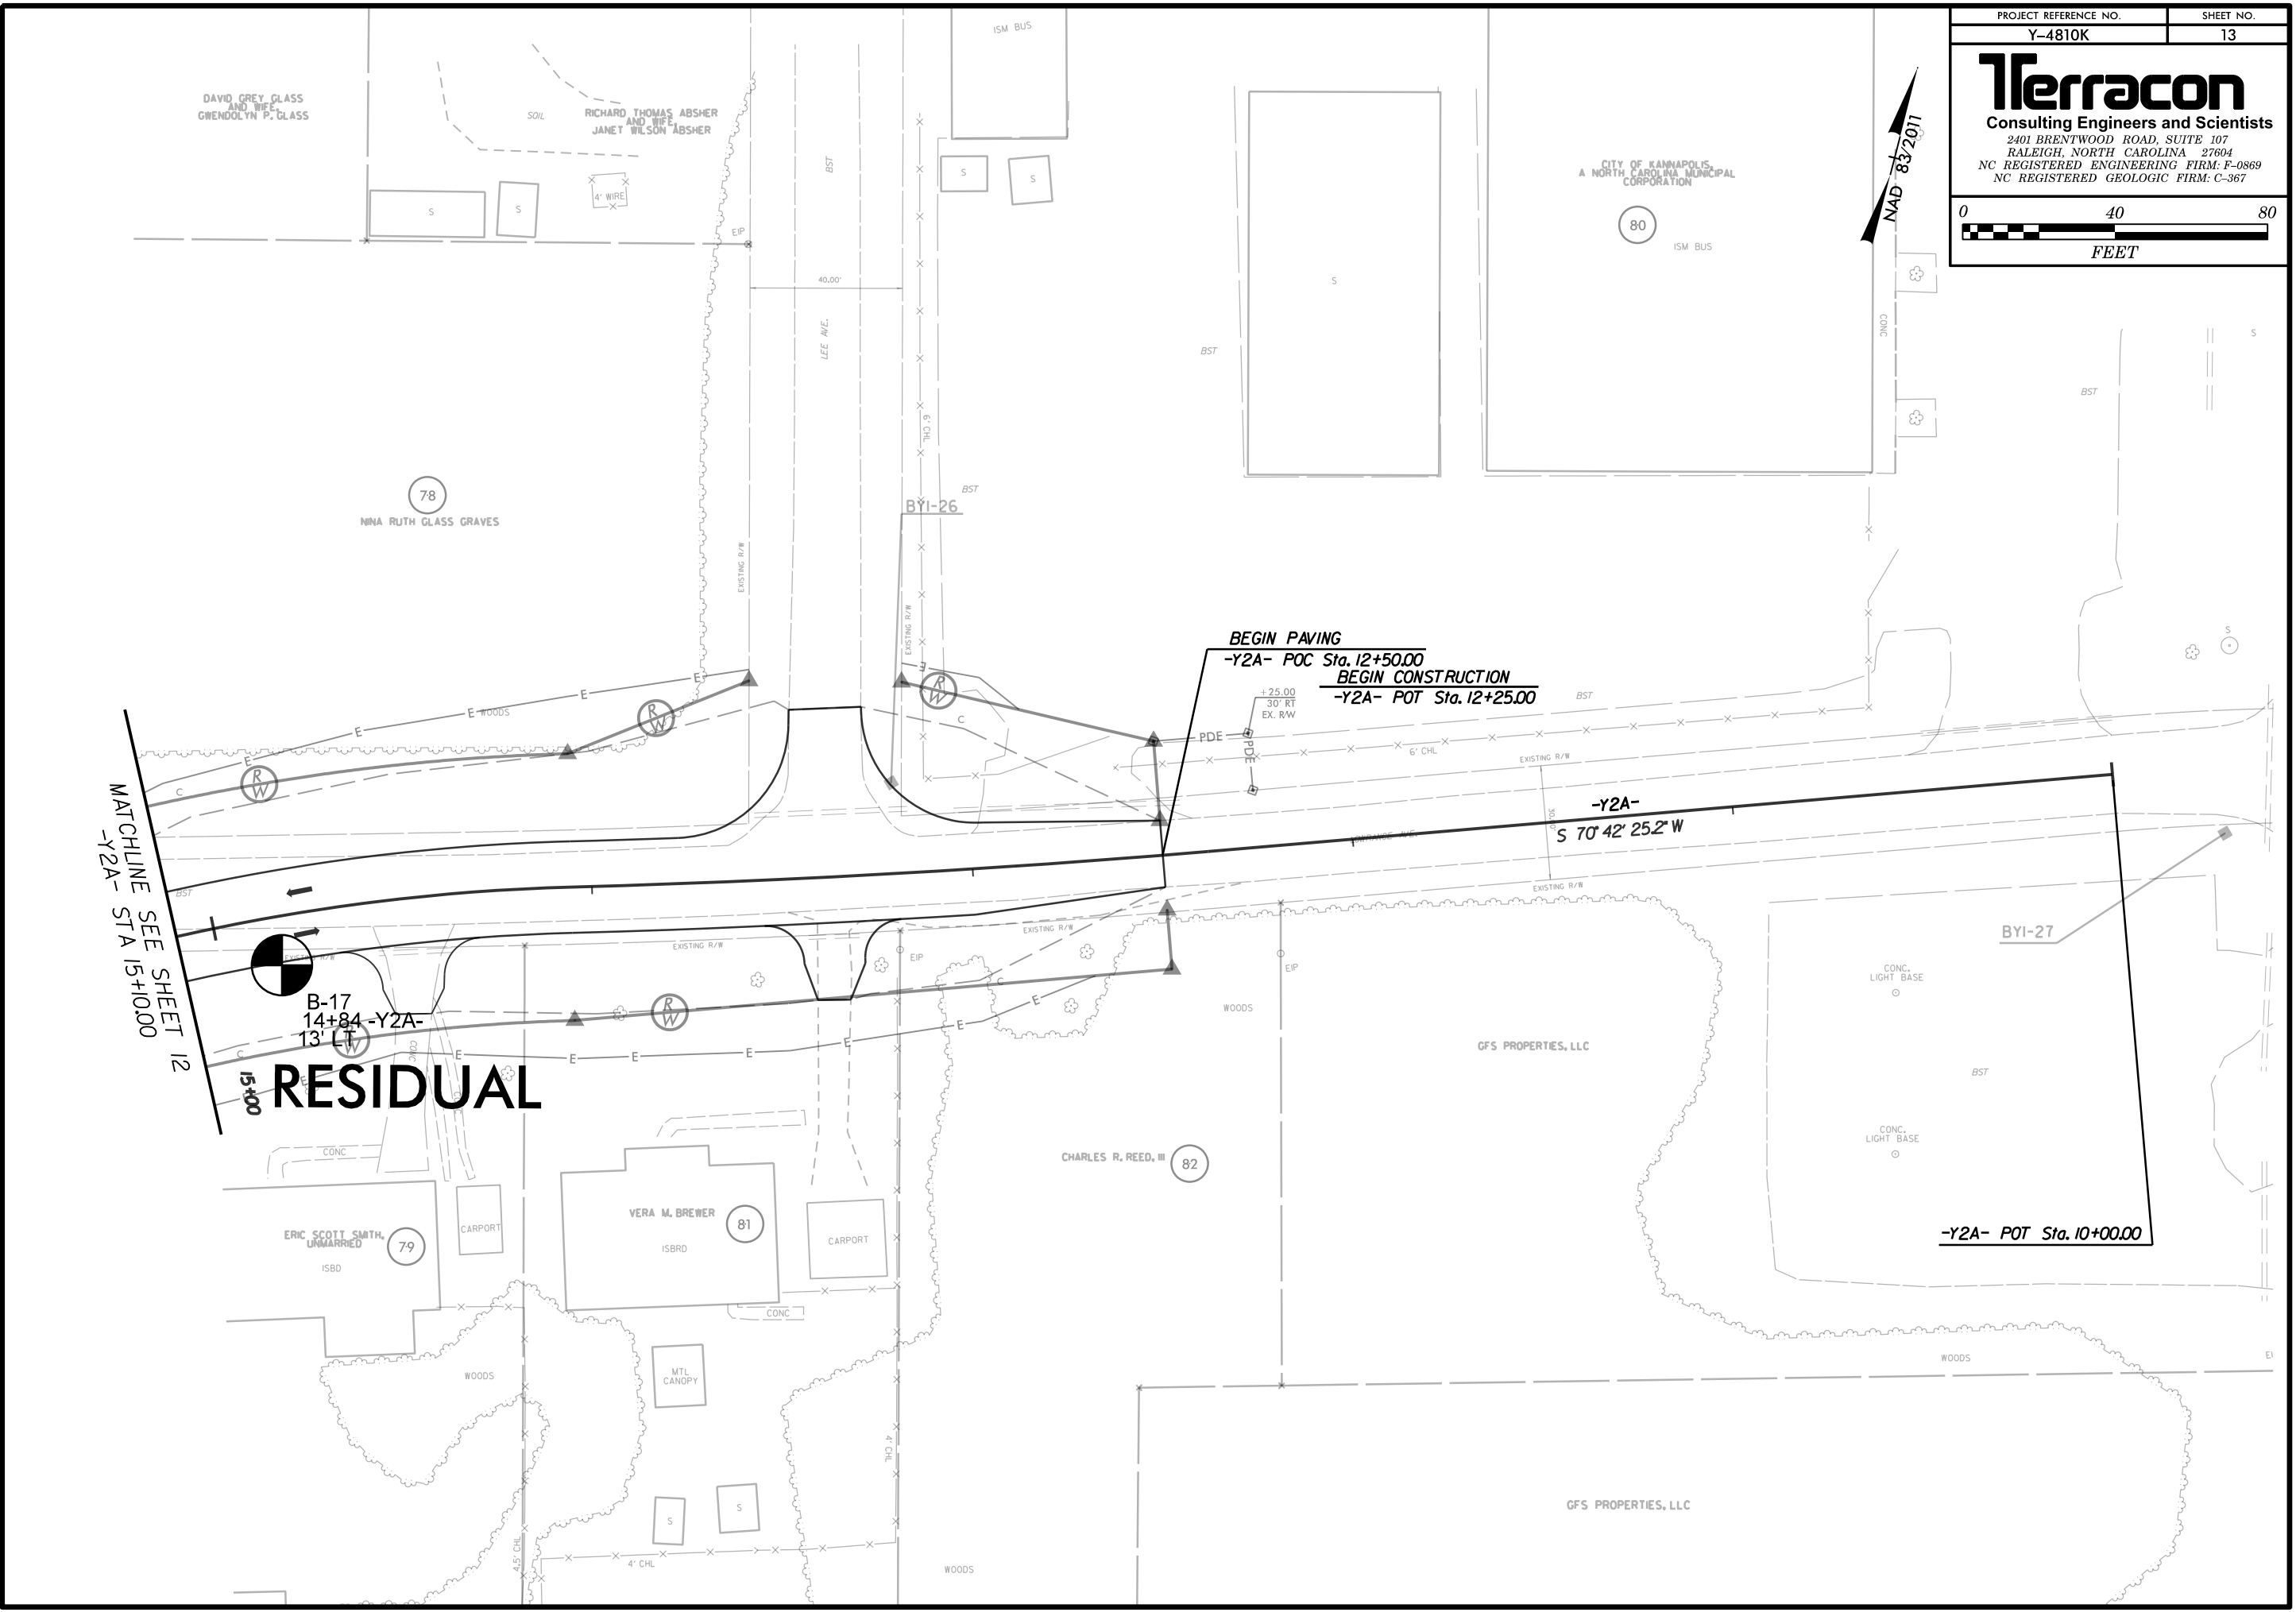 PROJECT REFERENCE NO.
SHEET NO.
Y-4810K
13
Terracon
Consulting Engineers and Scientists
2401 BRENTWOOD ROAD, SUITE 107
RALEIGH, NORTH CAROLINA 27604
NC REGISTERED ENGINEERING FIRM: F-0869
NC REGISTERED GEOLOGIC FIRM: C-367
0 40 80
FEET
NAD 83/2011
ISM BUS
DAVID GREY GLASS
AND WIFE,
GWENDOLYN P. GLASS
SOIL
RICHARD THOMAS ABSHER
AND WIFE,
JANET WILSON ABSHER
4' WIRE
S
S
S
S
BST
EIP
40.00'
LEE AVE.
6' CHL
CITY OF KANNAPOLIS,
A NORTH CAROLINA MUNICIPAL
CORPORATION
80
ISM BUS
S
CONC
S
BST
BST
BST
78
NINA RUTH GLASS GRAVES
BY1-26
EXISTING R/W
EXISTING R/W
BEGIN PAVING
-Y2A- POC Sta. 12+50.00
BEGIN CONSTRUCTION
-Y2A- POT Sta. 12+25.00
+25.00
30' RT
EX. R/W
BST
S
E
E
E
E
E
E
WOODS
R/W
R/W
R/W
C
C
PDE
PDE
6' CHL
EXISTING R/W
-Y2A-
S 70° 42' 25.2" W
EXISTING R/W
BST
MATCHLINE SEE SHEET 12
-Y2A- STA 15+10.00
EXISTING R/W
EXISTING R/W
EXISTING R/W
B-17
14+84 -Y2A-
13' LT
R/W
R/W
C
C
E
E
E
E
E
E
E
E
15+00
RESIDUAL
EIP
EIP
WOODS
CONC
CONC
CONC
BY1-27
CONC.
LIGHT BASE
GFS PROPERTIES, LLC
BST
CONC.
LIGHT BASE
CHARLES R. REED, III
82
VERA M. BREWER
81
ISBRD
CARPORT
CARPORT
ERIC SCOTT SMITH,
UNMARRIED
79
ISBD
-Y2A- POT Sta. 10+00.00
CONC
WOODS
MTL
CANOPY
WOODS
4' CHL
S
S
4.5' CHL
4' CHL
WOODS
GFS PROPERTIES, LLC